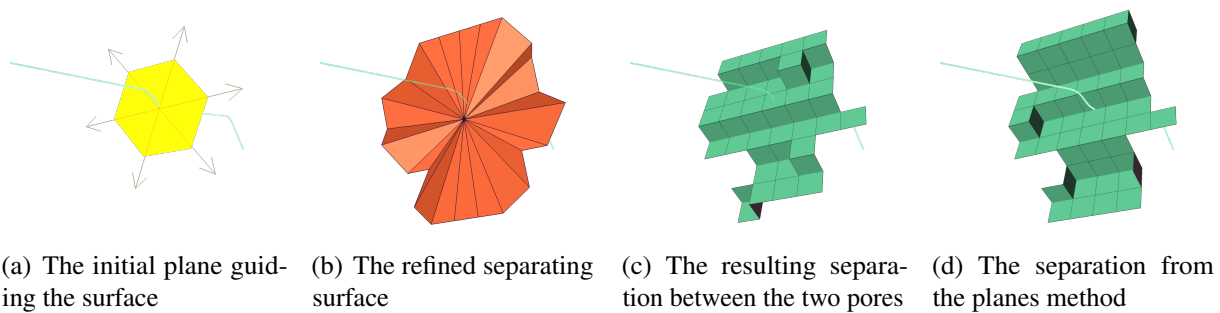 (a) The initial plane guid-
ing the surface
(b) The refined separating
surface
(c) The resulting separa-
tion between the two pores
(d) The separation from
the planes method